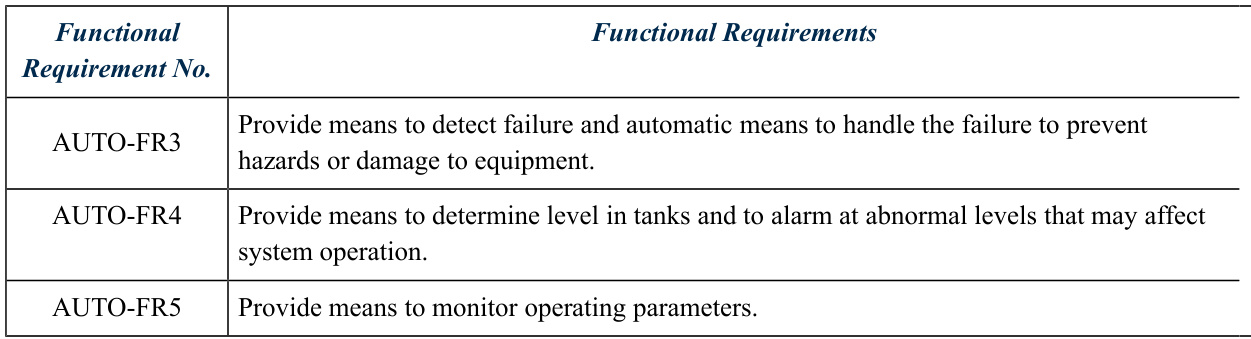 Functional
Requirement No.
Functional Requirements
AUTO-FR3
Provide means to detect failure and automatic means to handle the failure to prevent
hazards or damage to equipment.
AUTO-FR4
Provide means to determine level in tanks and to alarm at abnormal levels that may affect
system operation.
AUTO-FR5
Provide means to monitor operating parameters.